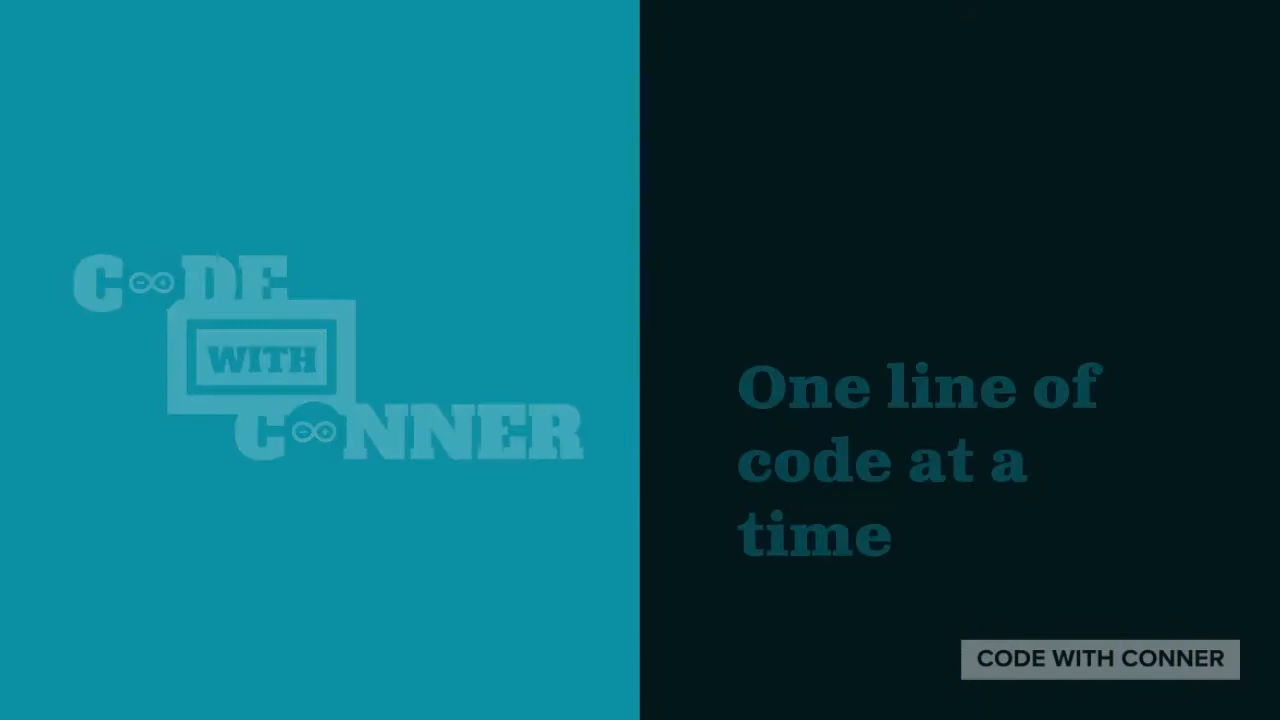 CODE
WITH
CONNER
One line of
code at a
time
CODE WITH CONNER